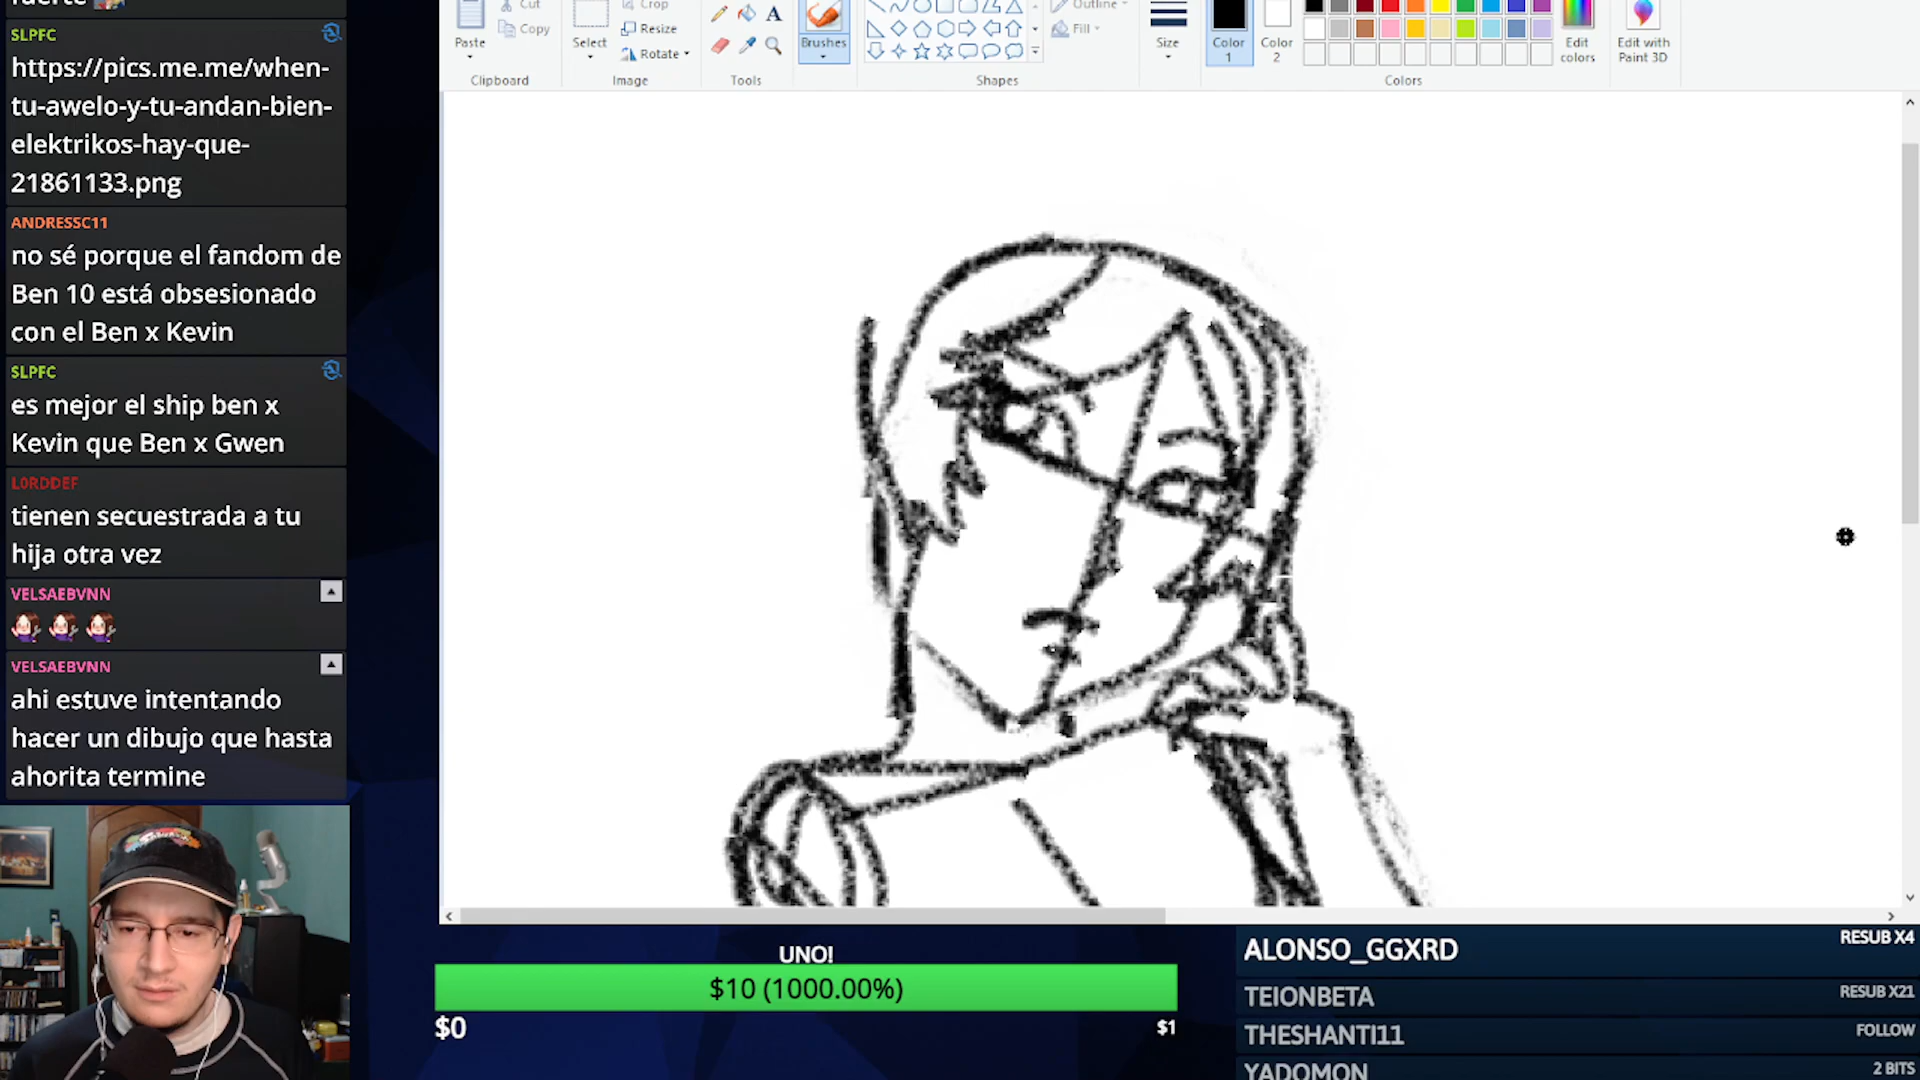 fuerte
SLPFC
https://pics.me.me/when-
tu-awelo-y-tu-andan-bien-
elektrikos-hay-que-
21861133.png
ANDRESSC11
no sé porque el fandom de
Ben 10 está obsesionado
con el Ben x Kevin
SLPFC
es mejor el ship ben x
Kevin que Ben x Gwen
L0RDDEF
tienen secuestrada a tu
hija otra vez
VELSAEBVNN
VELSAEBVNN
ahi estuve intentando
hacer un dibujo que hasta
ahorita termine
Paste
Cut
Copy
Clipboard
Select
Crop
Resize
Rotate
Image
A
Tools
Brushes
Outline
Fill
Shapes
Size
Color
1
Color
2
Edit
colors
Edit with
Paint 3D
Colors
UNO!
$10 (1000.00%)
$0
$1
ALONSO_GGXRD
RESUB X4
TEIONBETA
RESUB X21
THESHANTI11
FOLLOW
YADOMON
2 BITS